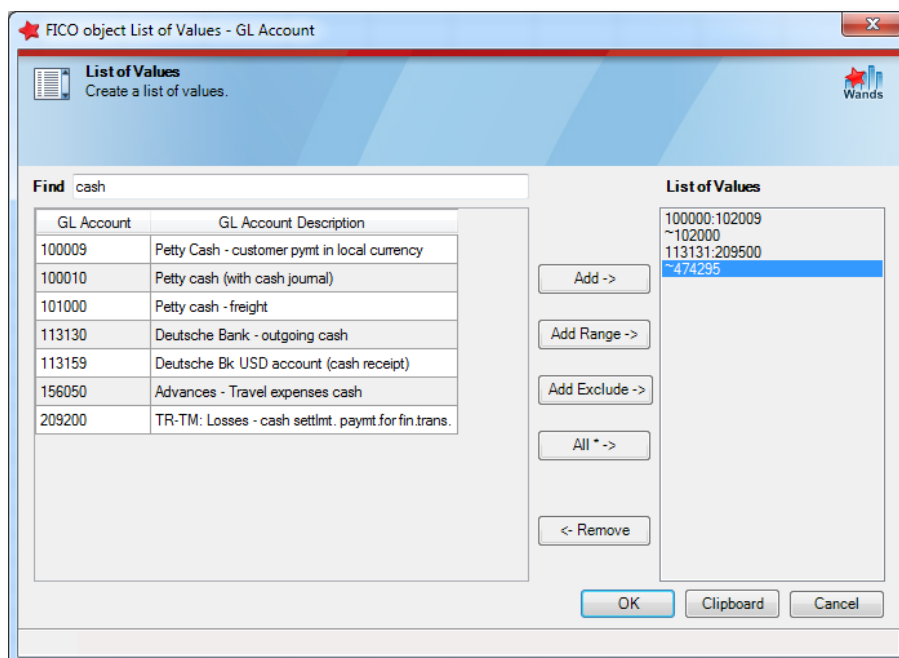 FICO object List of Values - GL Account
List of Values
Create a list of values.
Wands
Find cash
List of Values
GL Account GL Account Description
100009 Petty Cash - customer pymt in local currency
100010 Petty cash (with cash journal)
101000 Petty cash - freight
113130 Deutsche Bank - outgoing cash
113159 Deutsche Bk USD account (cash receipt)
156050 Advances - Travel expenses cash
209200 TR-TM: Losses - cash settlmt. paymt.for fin.trans.
Add ->
Add Range ->
Add Exclude ->
All * ->
<- Remove
100000:102009
~102000
113131:209500
~474295
OK Clipboard Cancel